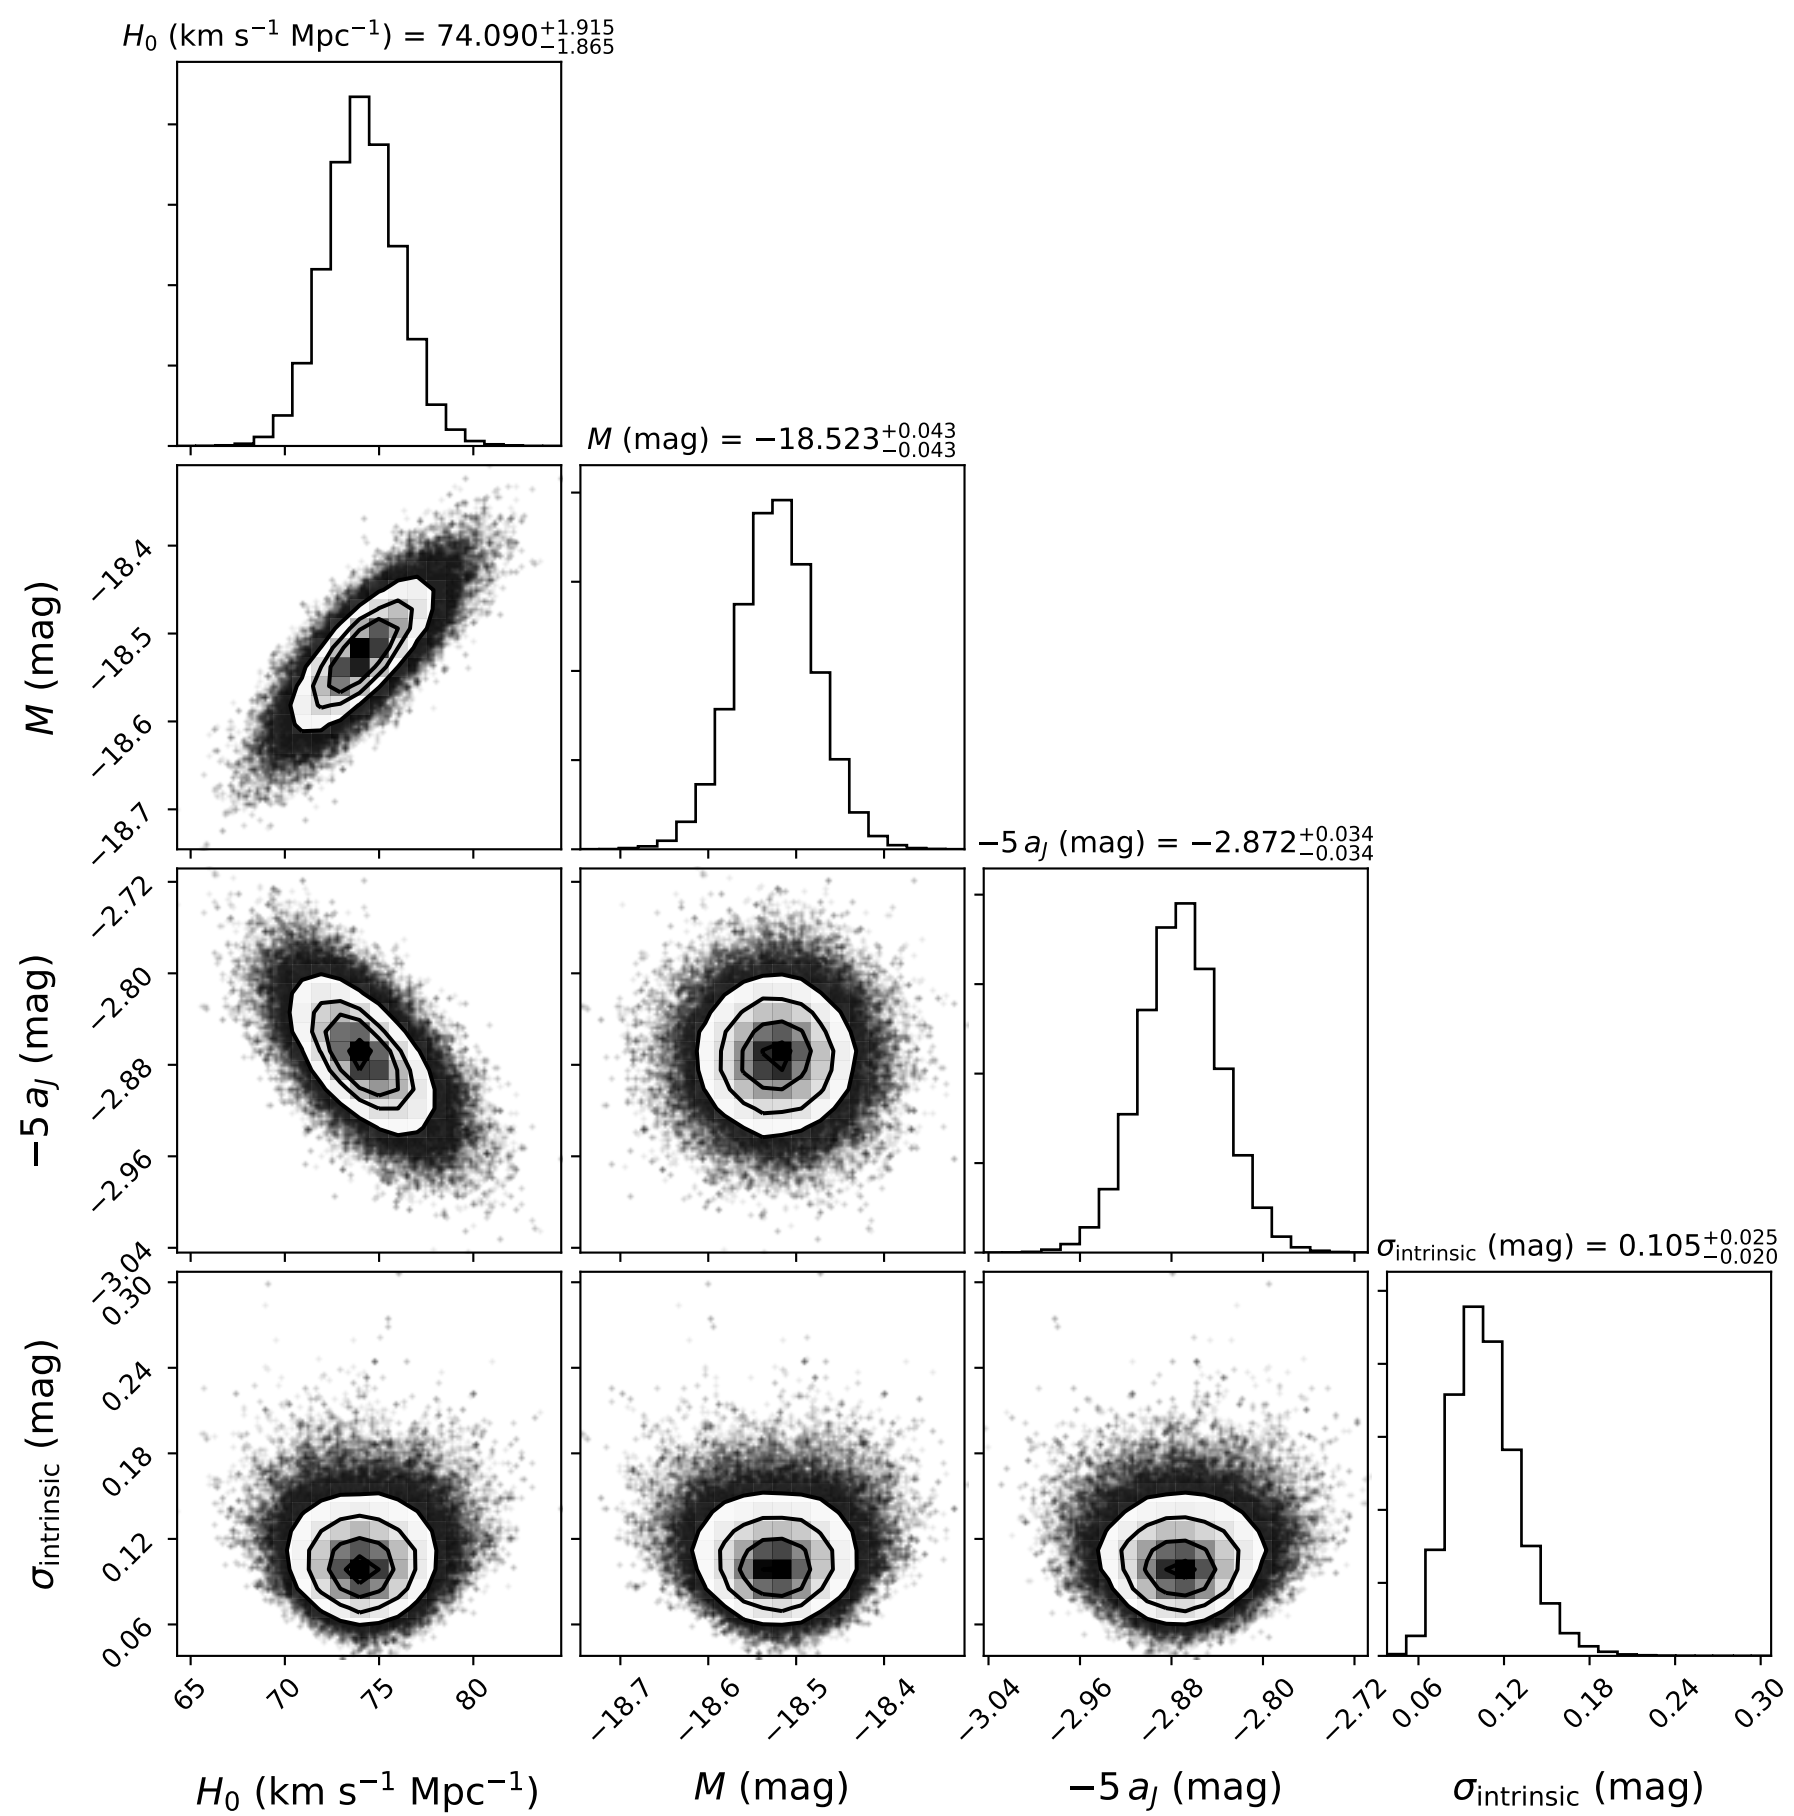 H₀ (km s⁻¹ Mpc⁻¹) = 74.090 +1.915 −1.865
M (mag) = −18.523 +0.043 −0.043
M (mag)
−18.4
−18.5
−18.6
−18.7
−5 a_J (mag) = −2.872 +0.034 −0.034
−5 a_J (mag)
−2.72
−2.80
−2.88
−2.96
−3.04
σ_intrinsic (mag) = 0.105 +0.025 −0.020
σ_intrinsic (mag)
0.30
0.24
0.18
0.12
0.06
65 70 75 80
−18.7 −18.6 −18.5 −18.4
−3.04 −2.96 −2.88 −2.80 −2.72
0.06 0.12 0.18 0.24 0.30
H₀ (km s⁻¹ Mpc⁻¹)
M (mag)
−5 a_J (mag)
σ_intrinsic (mag)